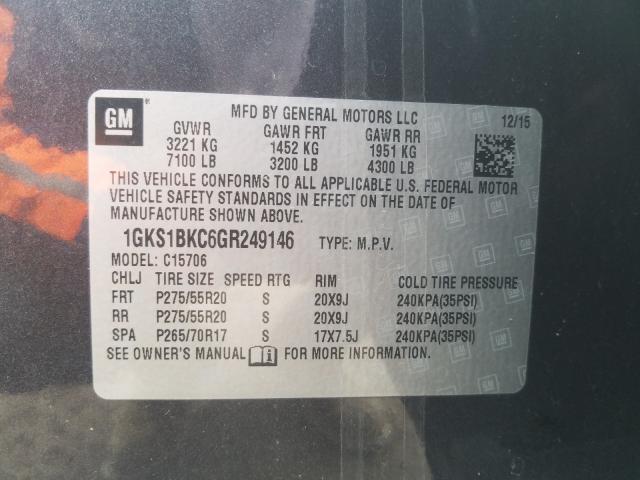 GM
MFD BY GENERAL MOTORS LLC 12/15
GVWR GAWR FRT GAWR RR
3221 KG 1452 KG 1951 KG
7100 LB 3200 LB 4300 LB
THIS VEHICLE CONFORMS TO ALL APPLICABLE U.S. FEDERAL MOTOR
VEHICLE SAFETY STANDARDS IN EFFECT ON THE DATE OF
MANUFACTURE SHOWN ABOVE.
1GKS1BKC6GR249146 TYPE: M.P.V.
MODEL: C15706
CHLJ TIRE SIZE SPEED RTG RIM COLD TIRE PRESSURE
FRT P275/55R20 S 20X9J 240KPA(35PSI)
RR P275/55R20 S 20X9J 240KPA(35PSI)
SPA P265/70R17 S 17X7.5J 240KPA(35PSI)
SEE OWNER'S MANUAL FOR MORE INFORMATION.